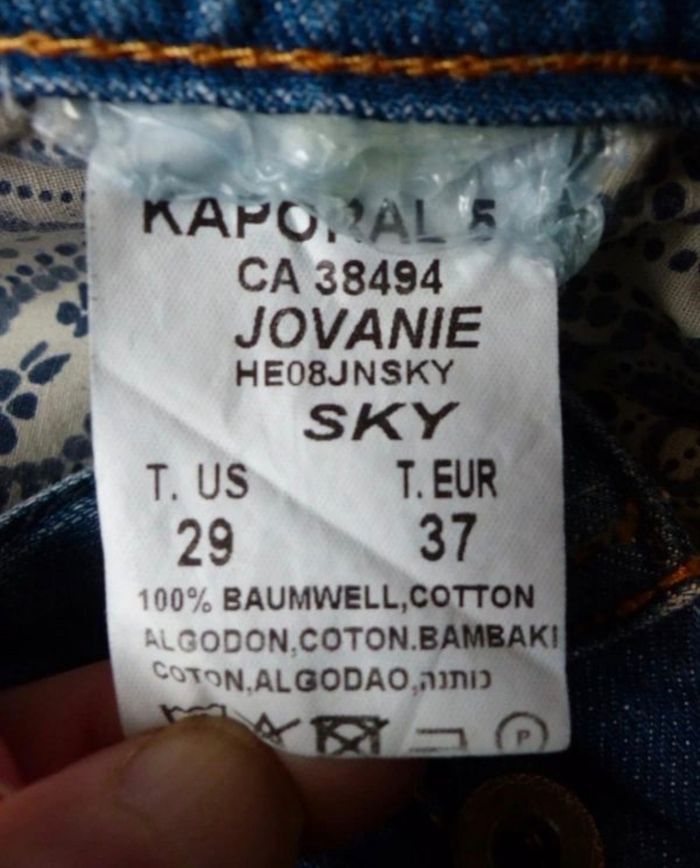 KAPORAL 5
CA 38494
JOVANIE
HE08JNSKY
SKY
T. US T. EUR
29 37
100% BAUMWELL,COTTON
ALGODON,COTON.BAMBAKI
COTON,ALGODAO,כותנה
P